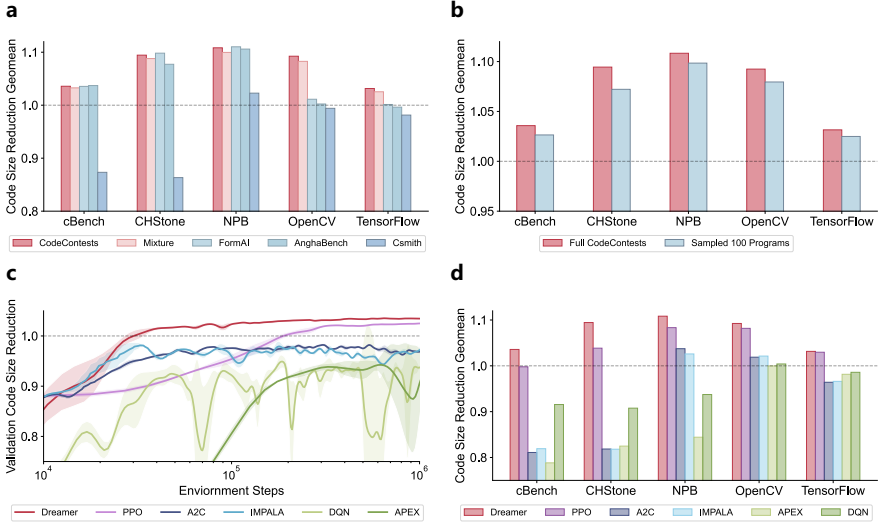 a
Code Size Reduction Geomean
1.1
1.0
0.9
0.8
cBench CHStone NPB OpenCV TensorFlow
CodeContests Mixture FormAI AnghaBench Csmith
b
Code Size Reduction Geomean
1.10
1.05
1.00
0.95
cBench CHStone NPB OpenCV TensorFlow
Full CodeContests Sampled 100 Programs
c
Validation Code Size Reduction
1.0
0.9
0.8
10^4 10^5 10^6
Enviornment Steps
Dreamer PPO A2C IMPALA DQN APEX
d
Code Size Reduction Geomean
1.1
1.0
0.9
0.8
cBench CHStone NPB OpenCV TensorFlow
Dreamer PPO A2C IMPALA APEX DQN